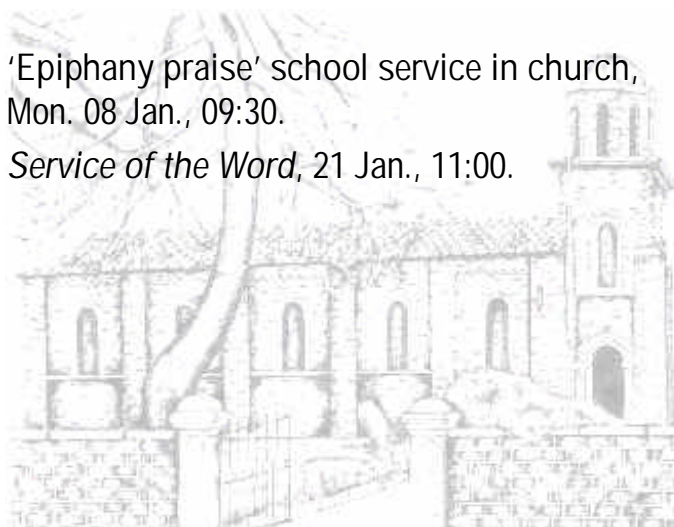 ‘Epiphany praise’ school service in church,
Mon. 08 Jan., 09:30.
Service of the Word, 21 Jan., 11:00.